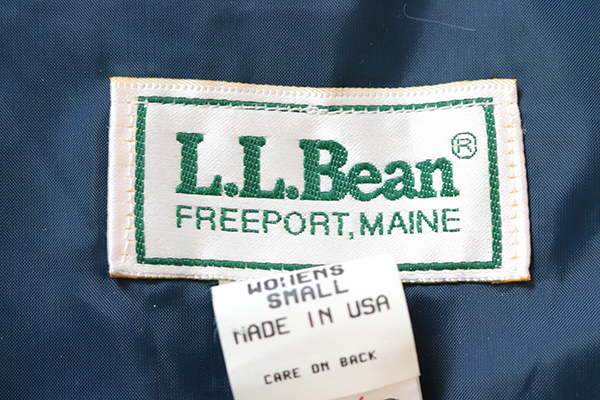 L.L.Bean®
FREEPORT, MAINE
WOMENS
SMALL
MADE IN USA
CARE ON BACK